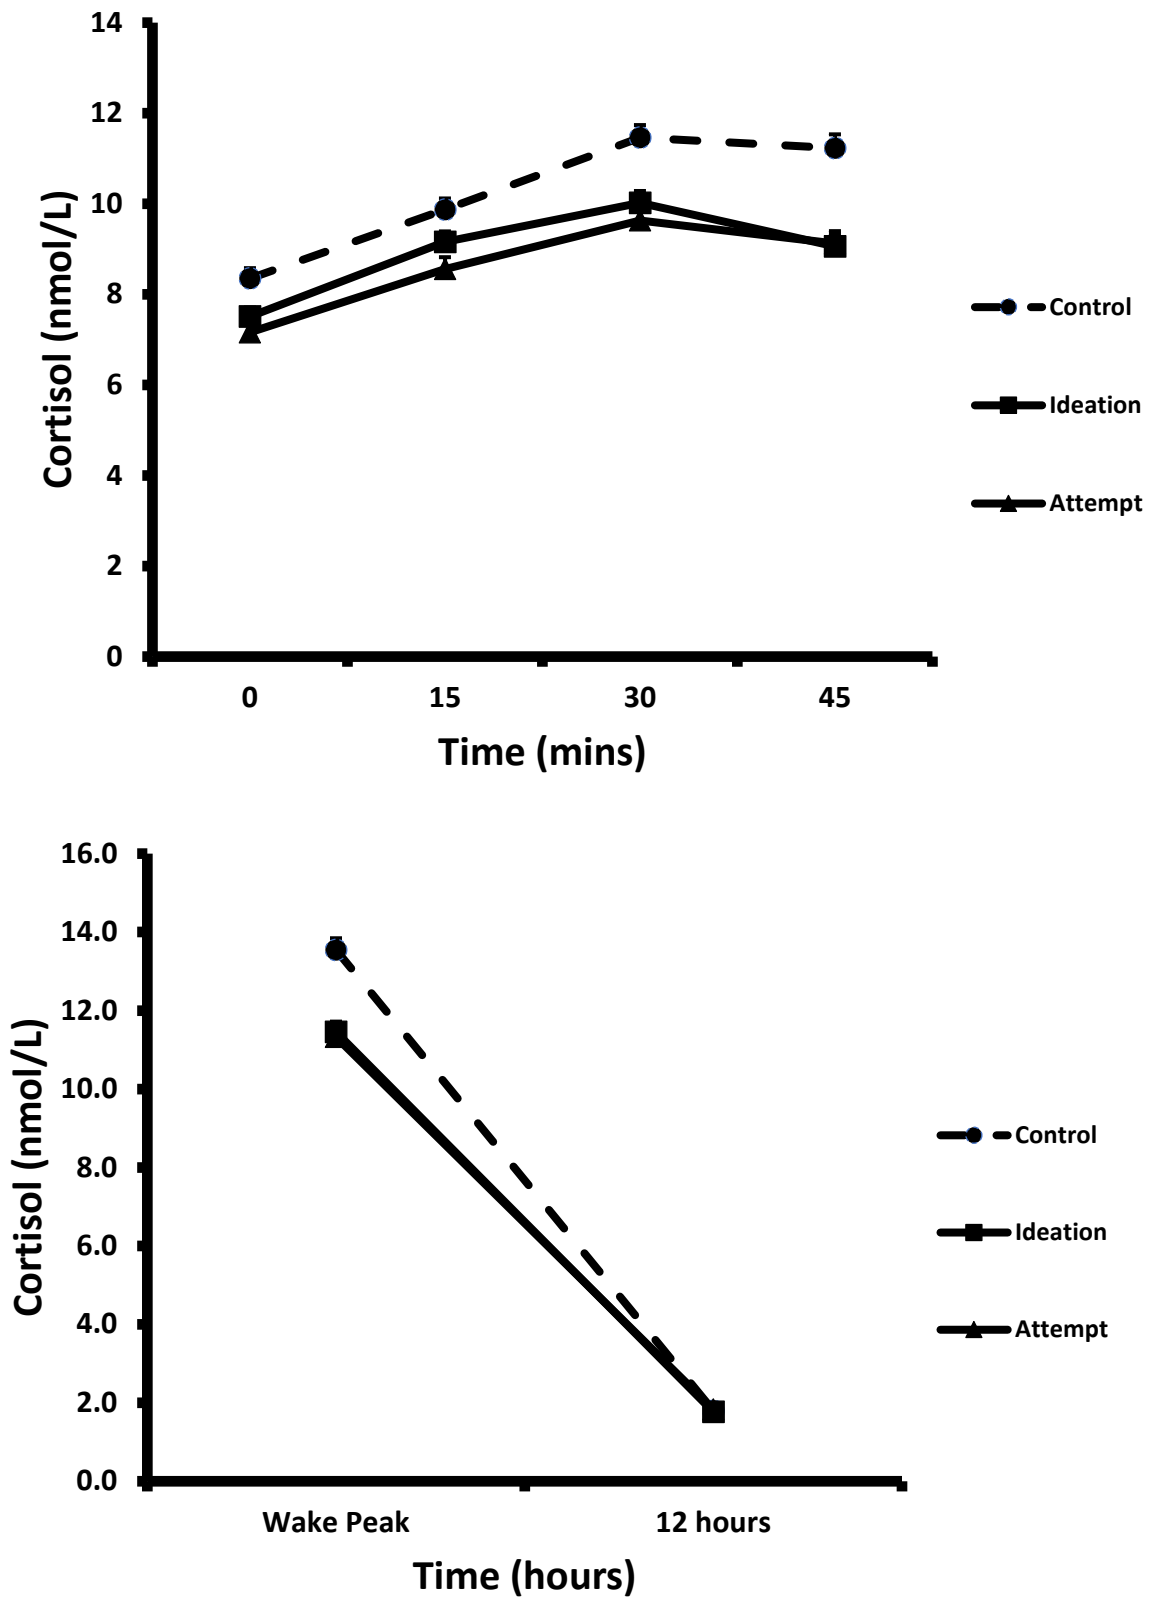 14
12
10
8
6
4
2
0
Cortisol (nmol/L)
0 15 30 45
Time (mins)
Control
Ideation
Attempt
16.0
14.0
12.0
10.0
8.0
6.0
4.0
2.0
0.0
Cortisol (nmol/L)
Wake Peak 12 hours
Time (hours)
Control
Ideation
Attempt